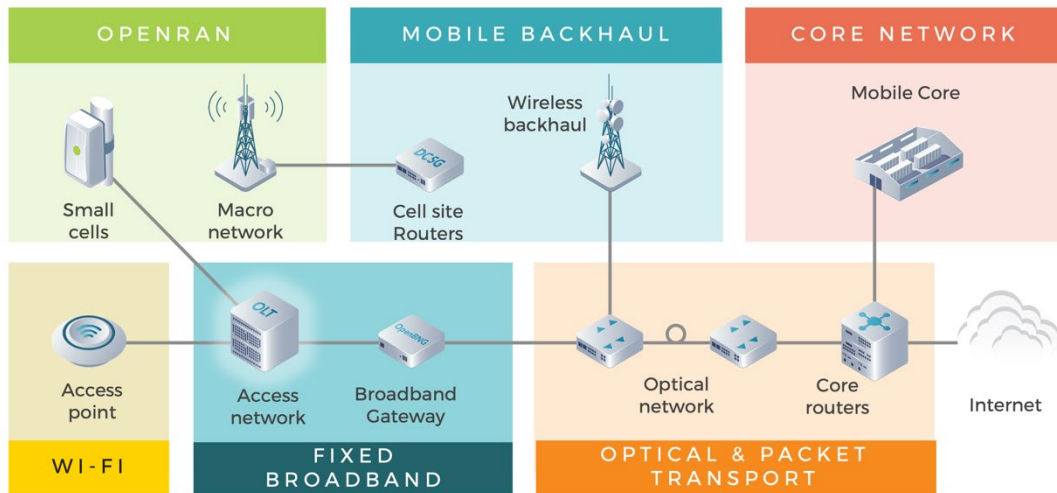 OPENRAN
MOBILE BACKHAUL
CORE NETWORK
Small
cells
Macro
network
DCSG
Cell site
Routers
Wireless
backhaul
Mobile Core
Access
point
OLT
Access
network
OpenBNG
Broadband
Gateway
Optical
network
Core
routers
Internet
WI-FI
FIXED
BROADBAND
OPTICAL & PACKET
TRANSPORT